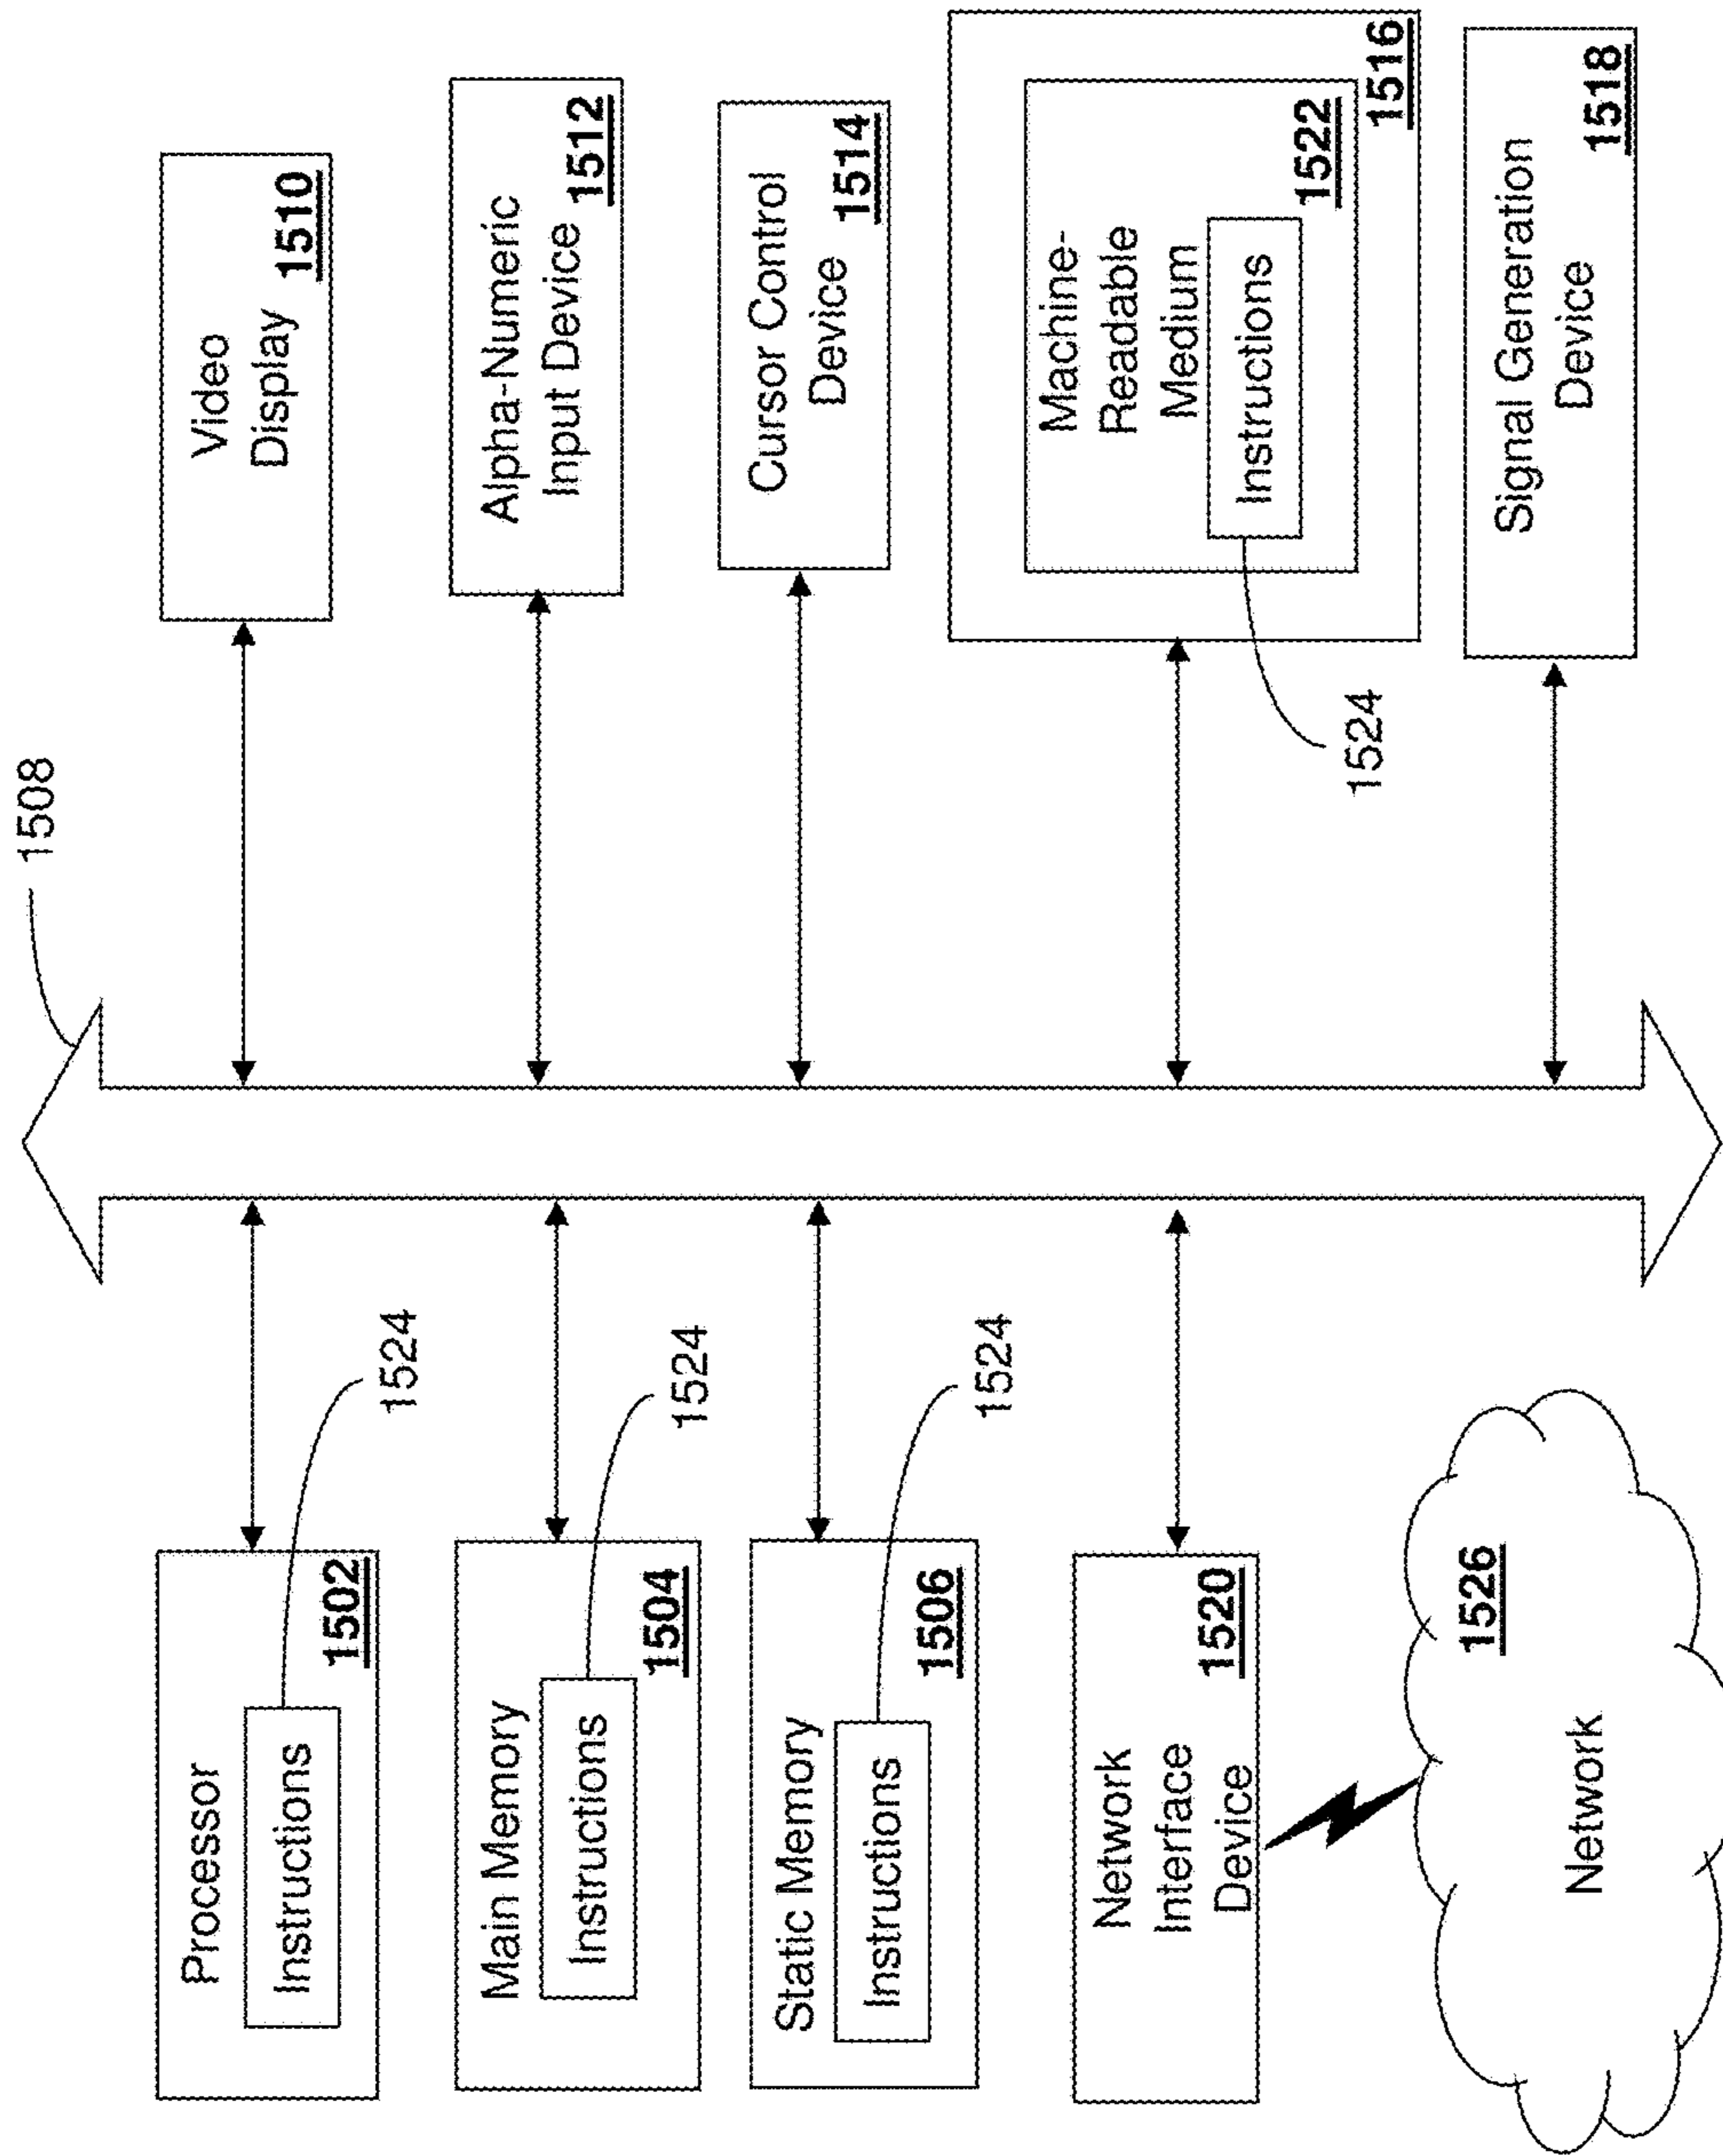 1508
Processor
Instructions
1502
1524
Main Memory
Instructions
1504
1524
Static Memory
Instructions
1506
1524
Network
Interface
Device
1520
1526
Network
Video
Display
1510
Alpha-Numeric
Input Device
1512
Cursor Control
Device
1514
Machine-
Readable
Medium
Instructions
1522
1516
1524
Signal Generation
Device
1518